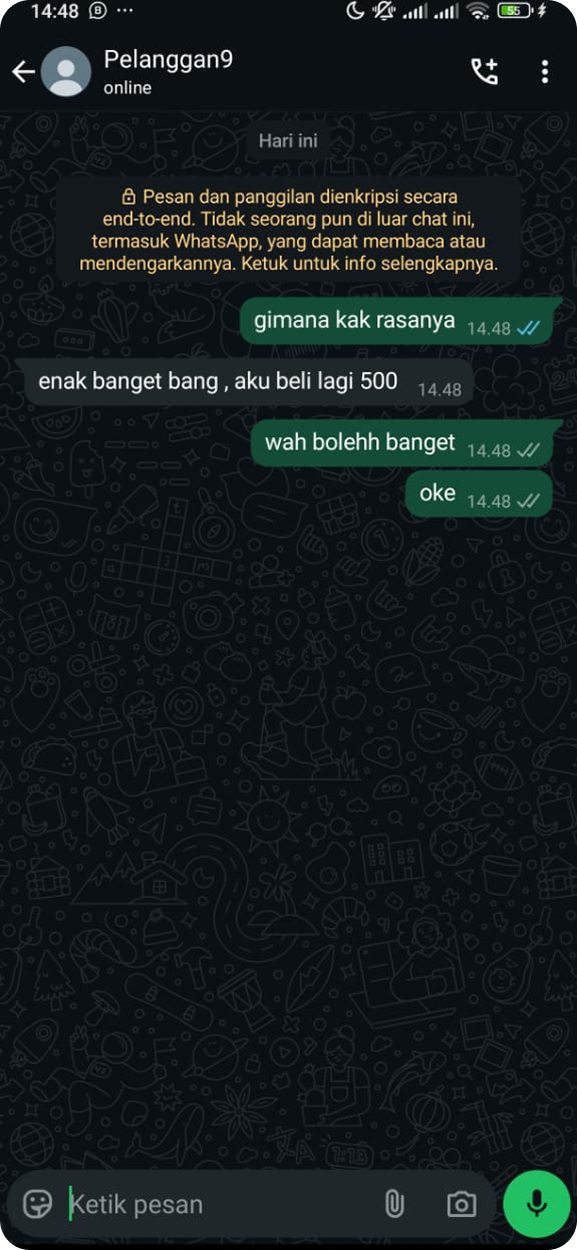 14:48
55
Pelanggan9
online
Hari ini
Pesan dan panggilan dienkripsi secara
end-to-end. Tidak seorang pun di luar chat ini,
termasuk WhatsApp, yang dapat membaca atau
mendengarkannya. Ketuk untuk info selengkapnya.
gimana kak rasanya 14.48
enak banget bang , aku beli lagi 500 14.48
wah bolehh banget 14.48
oke 14.48
Ketik pesan